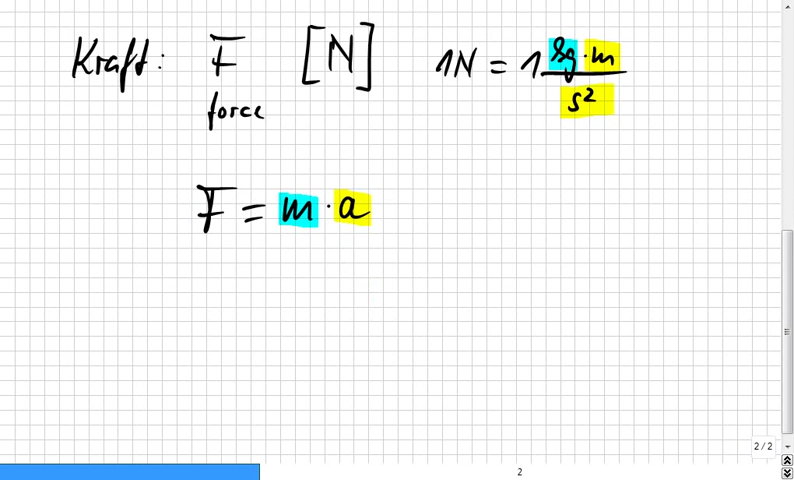 Kraft: F [N] 1N = 1 kg · m / s²
force
F = m · a
2/2
2